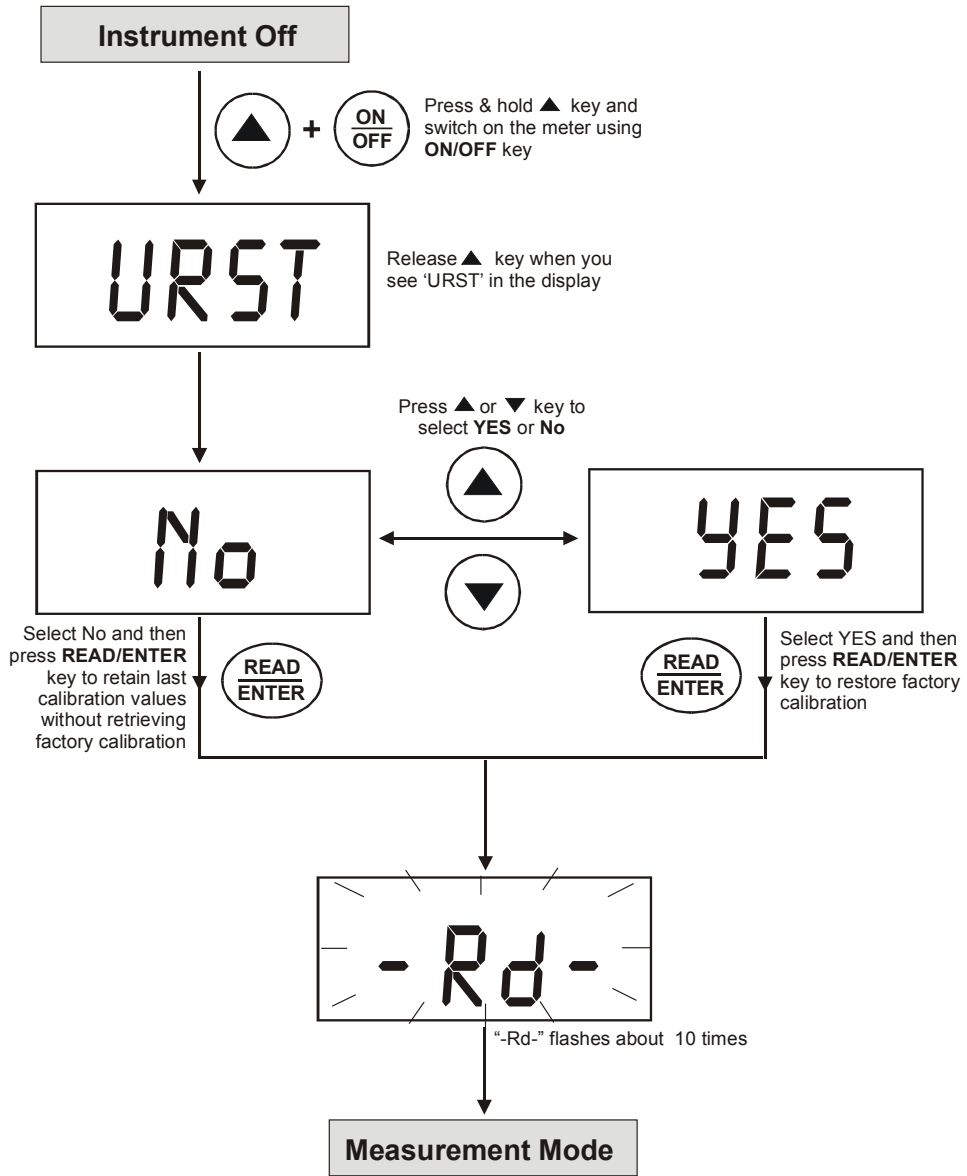 Instrument Off
▲ + ON
OFF
Press & hold ▲ key and
switch on the meter using
ON/OFF key
URST
Release ▲ key when you
see ‘URST’ in the display
Press ▲ or ▼ key to
select YES or No
▲
▼
No
YES
Select No and then
press READ/ENTER
key to retain last
calibration values
without retrieving
factory calibration
READ
ENTER
READ
ENTER
Select YES and then
press READ/ENTER
key to restore factory
calibration
-Rd-
“-Rd-” flashes about 10 times
Measurement Mode